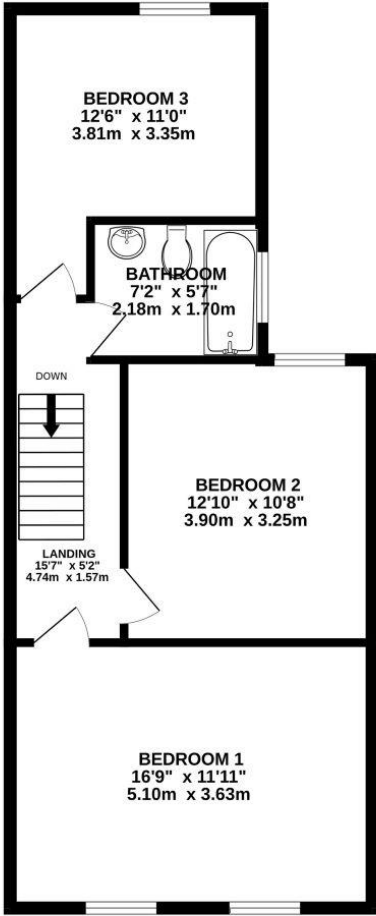 BEDROOM 3
12'6" x 11'0"
3.81m x 3.35m
BATHROOM
7'2" x 5'7"
2.18m x 1.70m
DOWN
BEDROOM 2
12'10" x 10'8"
3.90m x 3.25m
LANDING
15'7" x 5'2"
4.74m x 1.57m
BEDROOM 1
16'9" x 11'11"
5.10m x 3.63m